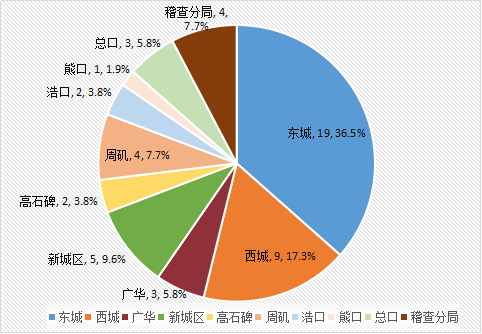 稽查分局, 4,
7.7%
总口, 3, 5.8%
熊口, 1, 1.9%
浩口, 2, 3.8%
东城, 19, 36.5%
周矶, 4, 7.7%
高石碑, 2, 3.8%
新城区, 5, 9.6%
西城, 9, 17.3%
广华, 3, 5.8%
东城 西城 广华 新城区 高石碑 周矶 浩口 熊口 总口 稽查分局